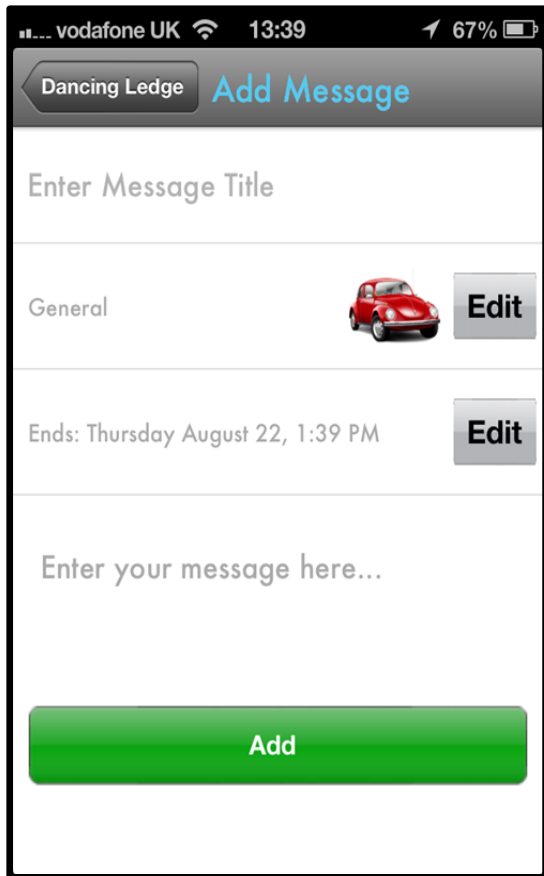 vodafone UK 13:39 67%
Dancing Ledge Add Message
Enter Message Title
General Edit
Ends: Thursday August 22, 1:39 PM Edit
Enter your message here...
Add